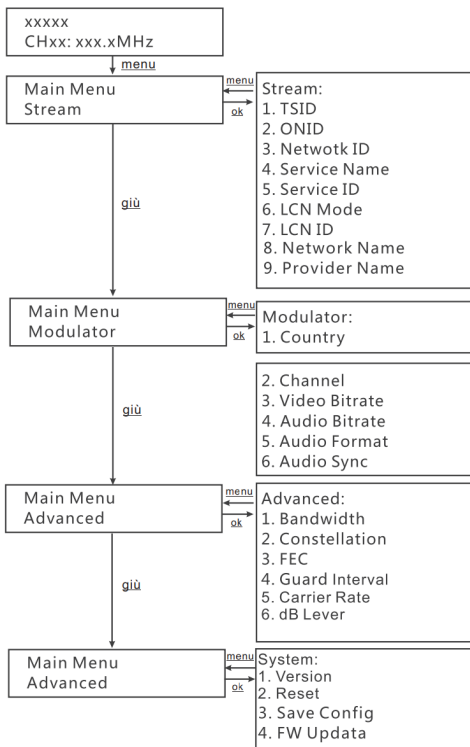 xxxxx
CHxx: xxx.xMHz
menu
Main Menu
Stream
menu
ok
Stream:
1. TSID
2. ONID
3. Netwotk ID
4. Service Name
5. Service ID
6. LCN Mode
7. LCN ID
8. Network Name
9. Provider Name
giù
Main Menu
Modulator
menu
ok
Modulator:
1. Country
2. Channel
3. Video Bitrate
4. Audio Bitrate
5. Audio Format
6. Audio Sync
giù
Main Menu
Advanced
menu
ok
Advanced:
1. Bandwidth
2. Constellation
3. FEC
4. Guard Interval
5. Carrier Rate
6. dB Lever
giù
Main Menu
Advanced
menu
ok
System:
1. Version
2. Reset
3. Save Config
4. FW Updata